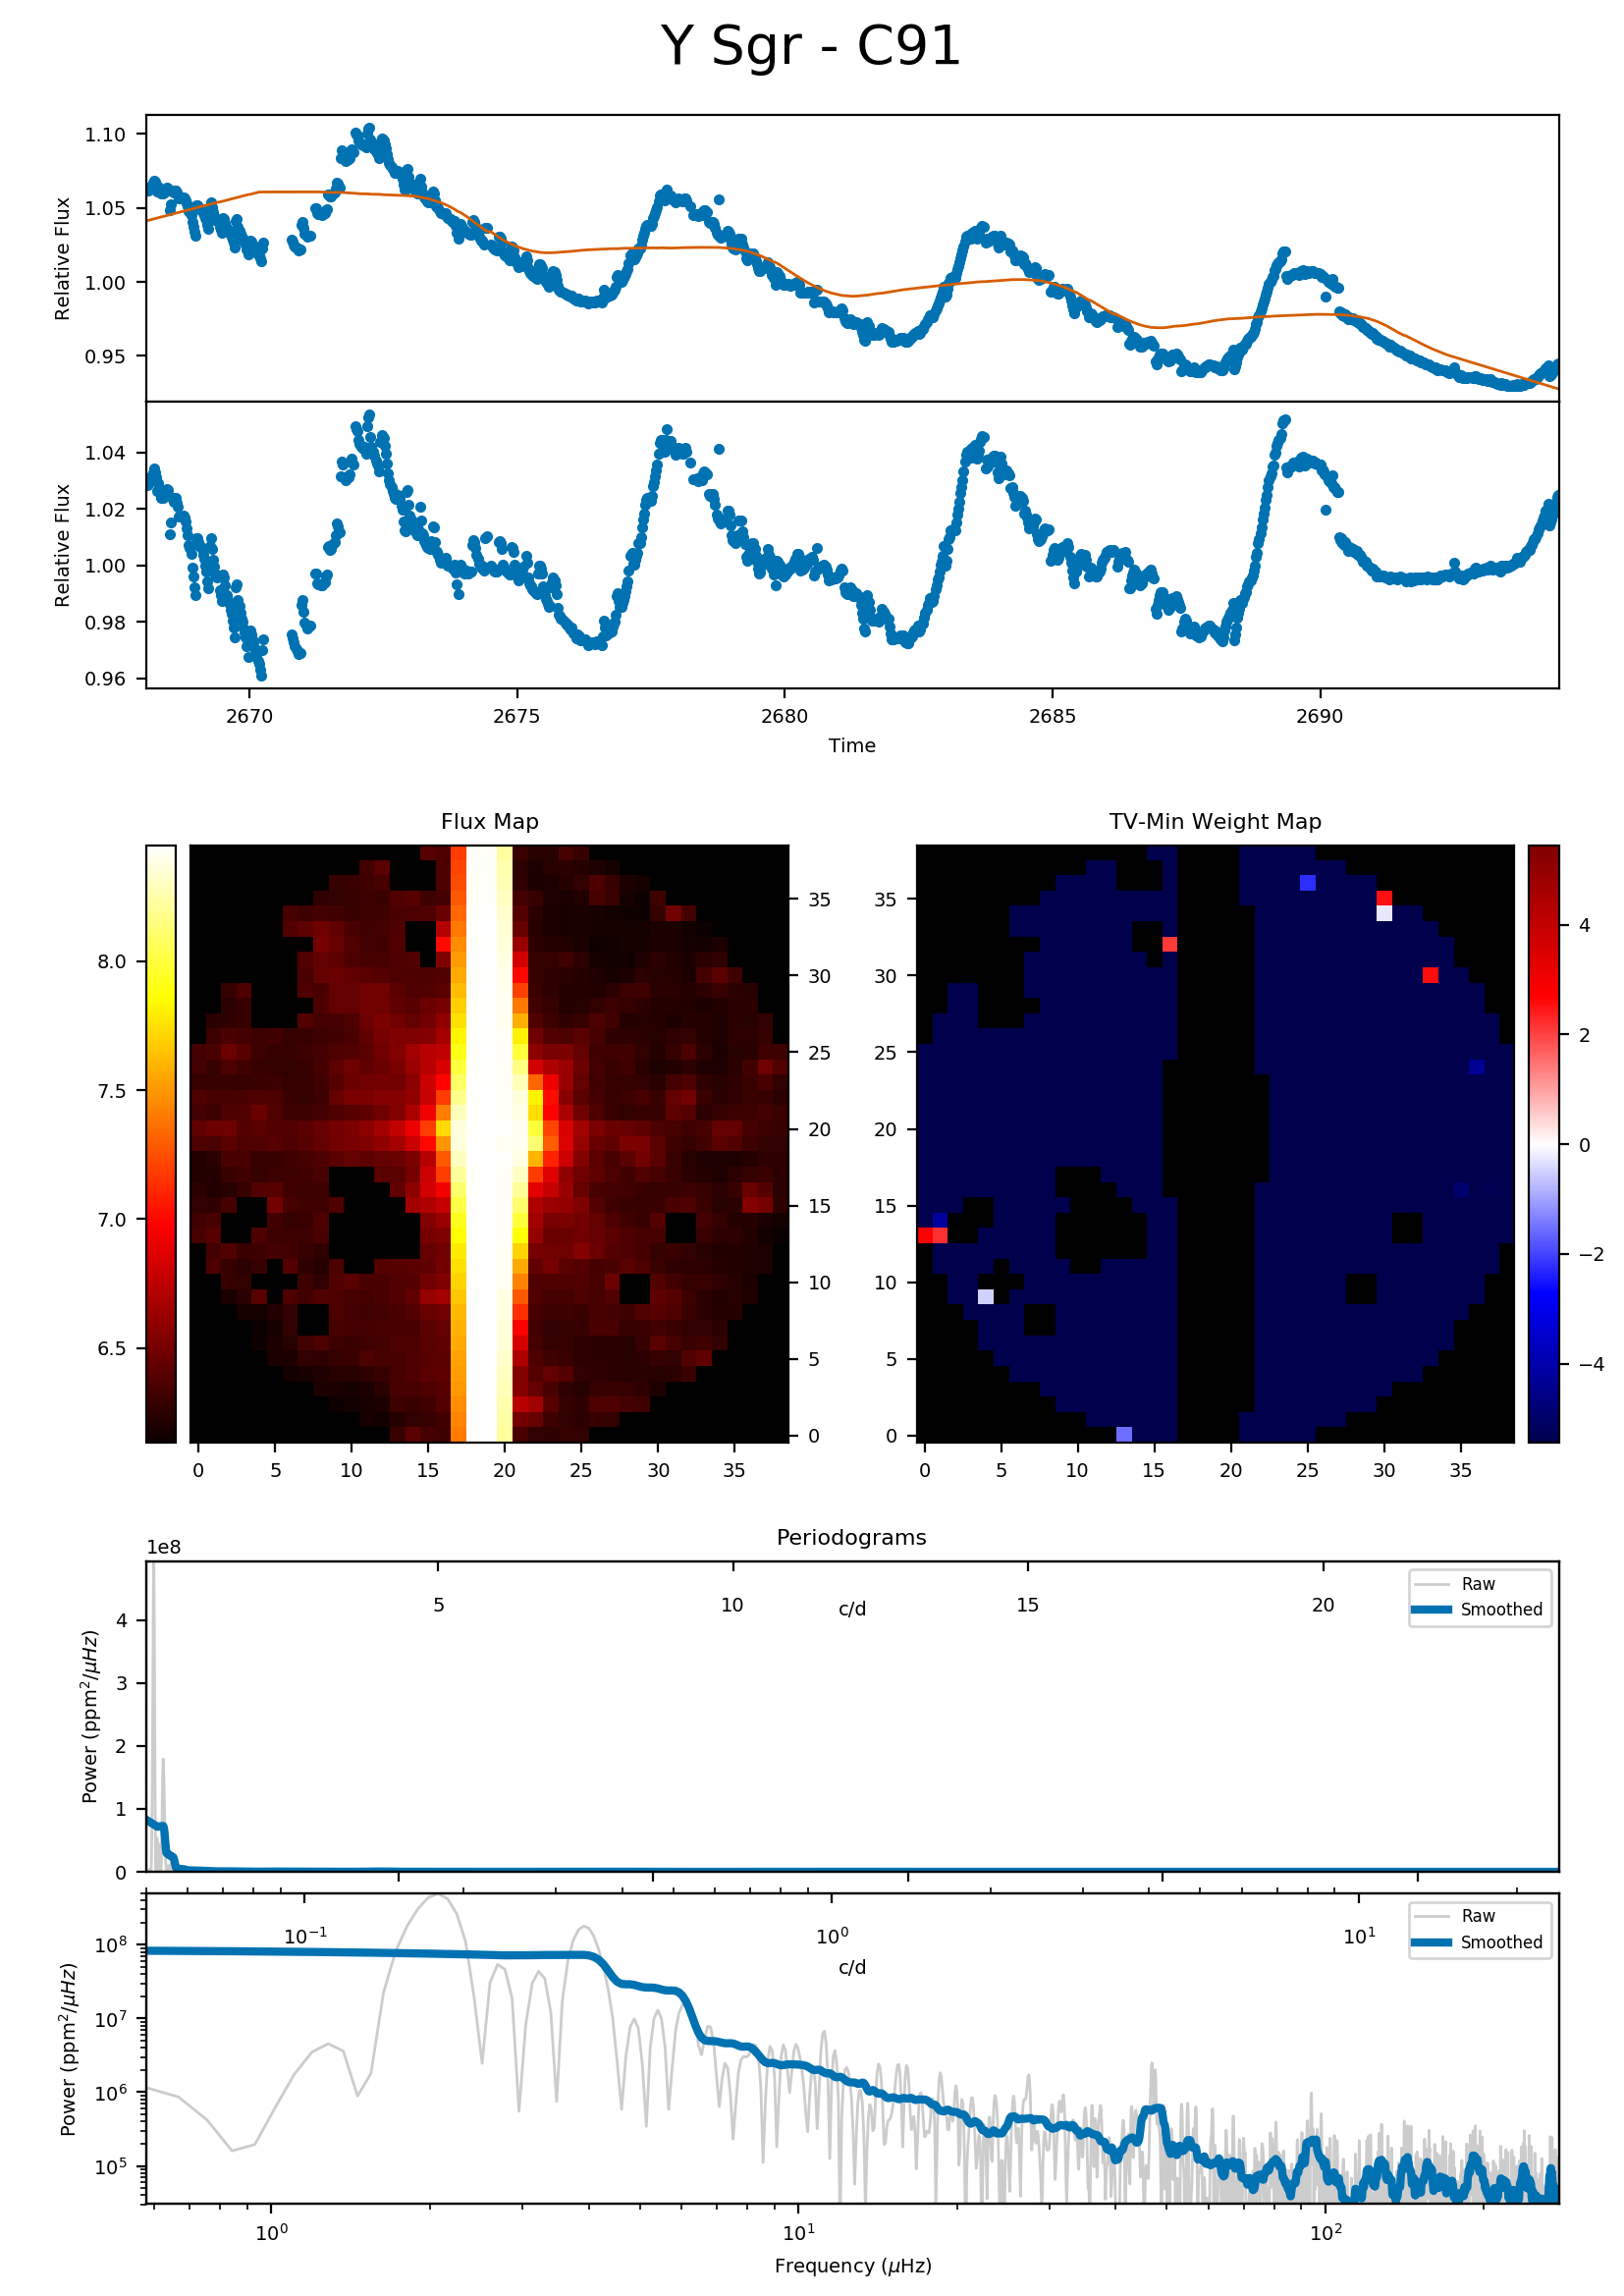 Y Sgr - C91
1.10
1.05
1.00
0.95
Relative Flux
1.04
1.02
1.00
0.98
0.96
Relative Flux
2670 2675 2680 2685 2690
Time
Flux Map
8.0
7.5
7.0
6.5
35
30
25
20
15
10
5
0
0 5 10 15 20 25 30 35
TV-Min Weight Map
35
30
25
20
15
10
5
0
0 5 10 15 20 25 30 35
4
2
0
−2
−4
Periodograms
1e8
5 10 15 20
c/d
Raw
Smoothed
4
3
2
1
0
Power (ppm²/μHz)
10⁻¹ 10⁰ 10¹
c/d
Raw
Smoothed
10⁸
10⁷
10⁶
10⁵
Power (ppm²/μHz)
10⁰ 10¹ 10²
Frequency (μHz)